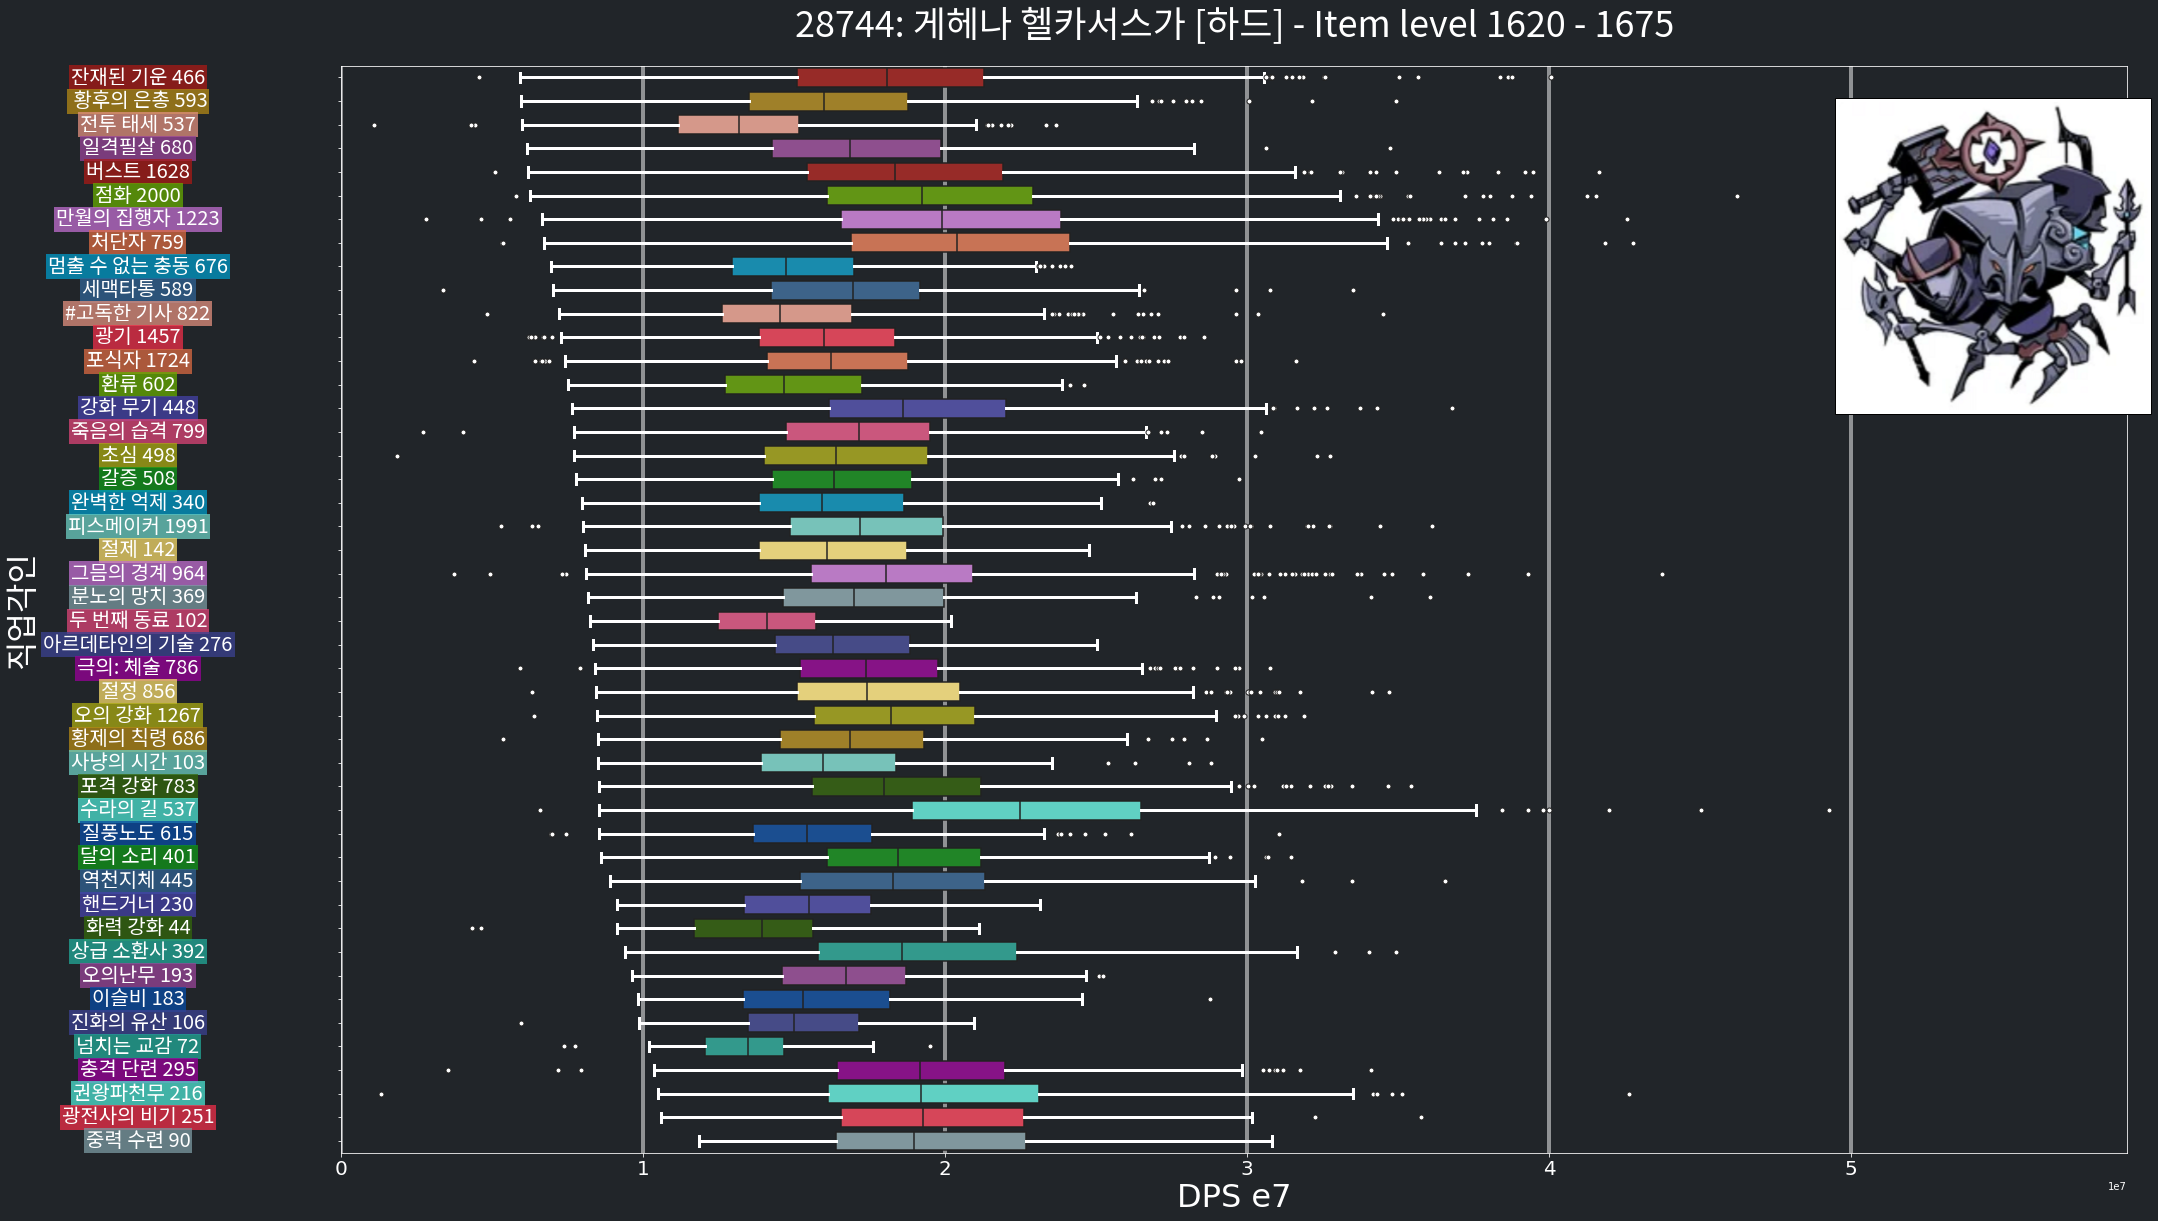 28744: 게헤나 헬카서스가 [하드] - Item level 1620 - 1675
직업각인
잔재된 기운 466
황후의 은총 593
전투 태세 537
일격필살 680
버스트 1628
점화 2000
만월의 집행자 1223
처단자 759
멈출 수 없는 충동 676
세맥타통 589
#고독한 기사 822
광기 1457
포식자 1724
환류 602
강화 무기 448
죽음의 습격 799
초심 498
갈증 508
완벽한 억제 340
피스메이커 1991
절제 142
그믐의 경계 964
분노의 망치 369
두 번째 동료 102
아르데타인의 기술 276
극의: 체술 786
절정 856
오의 강화 1267
황제의 칙령 686
사냥의 시간 103
포격 강화 783
수라의 길 537
질풍노도 615
달의 소리 401
역천지체 445
핸드거너 230
화력 강화 44
상급 소환사 392
오의난무 193
이슬비 183
진화의 유산 106
넘치는 교감 72
충격 단련 295
권왕파천무 216
광전사의 비기 251
중력 수련 90
0 1 2 3 4 5
DPS e7
1e7